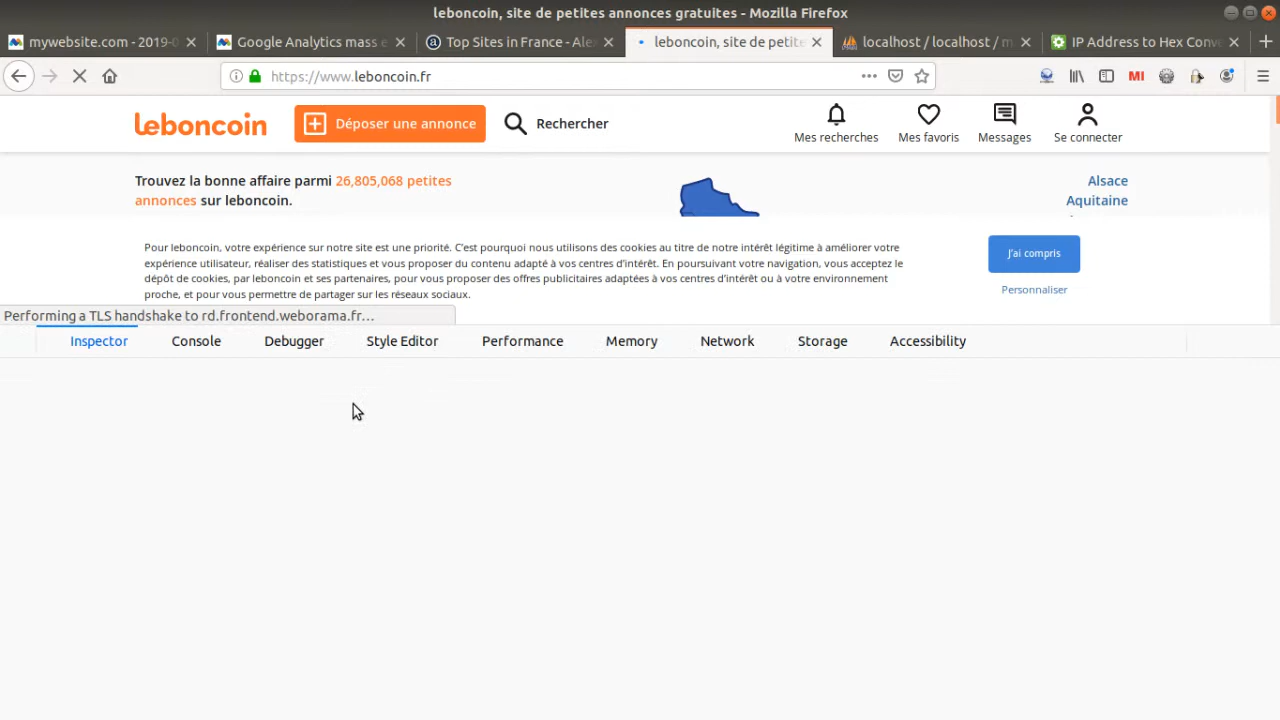 leboncoin, site de petites annonces gratuites - Mozilla Firefox
mywebsite.com - 2019-0
Google Analytics mass e
Top Sites in France - Alex
leboncoin, site de petite
localhost / localhost / m
IP Address to Hex Conve
https://www.leboncoin.fr
MI
leboncoin
Déposer une annonce
Rechercher
Mes recherches
Mes favoris
Messages
Se connecter
Trouvez la bonne affaire parmi 26,805,068 petites
annonces sur leboncoin.
Alsace
Aquitaine
Pour leboncoin, votre expérience sur notre site est une priorité. C'est pourquoi nous utilisons des cookies au titre de notre intérêt légitime à améliorer votre
expérience utilisateur, réaliser des statistiques et vous proposer du contenu adapté à vos centres d'intérêt. En poursuivant votre navigation, vous acceptez le
dépôt de cookies, par leboncoin et ses partenaires, pour vous proposer des offres publicitaires adaptées à vos centres d'intérêt ou à votre environnement
proche, et pour vous permettre de partager sur les réseaux sociaux.
J'ai compris
Personnaliser
Performing a TLS handshake to rd.frontend.weborama.fr...
Inspector
Console
Debugger
Style Editor
Performance
Memory
Network
Storage
Accessibility